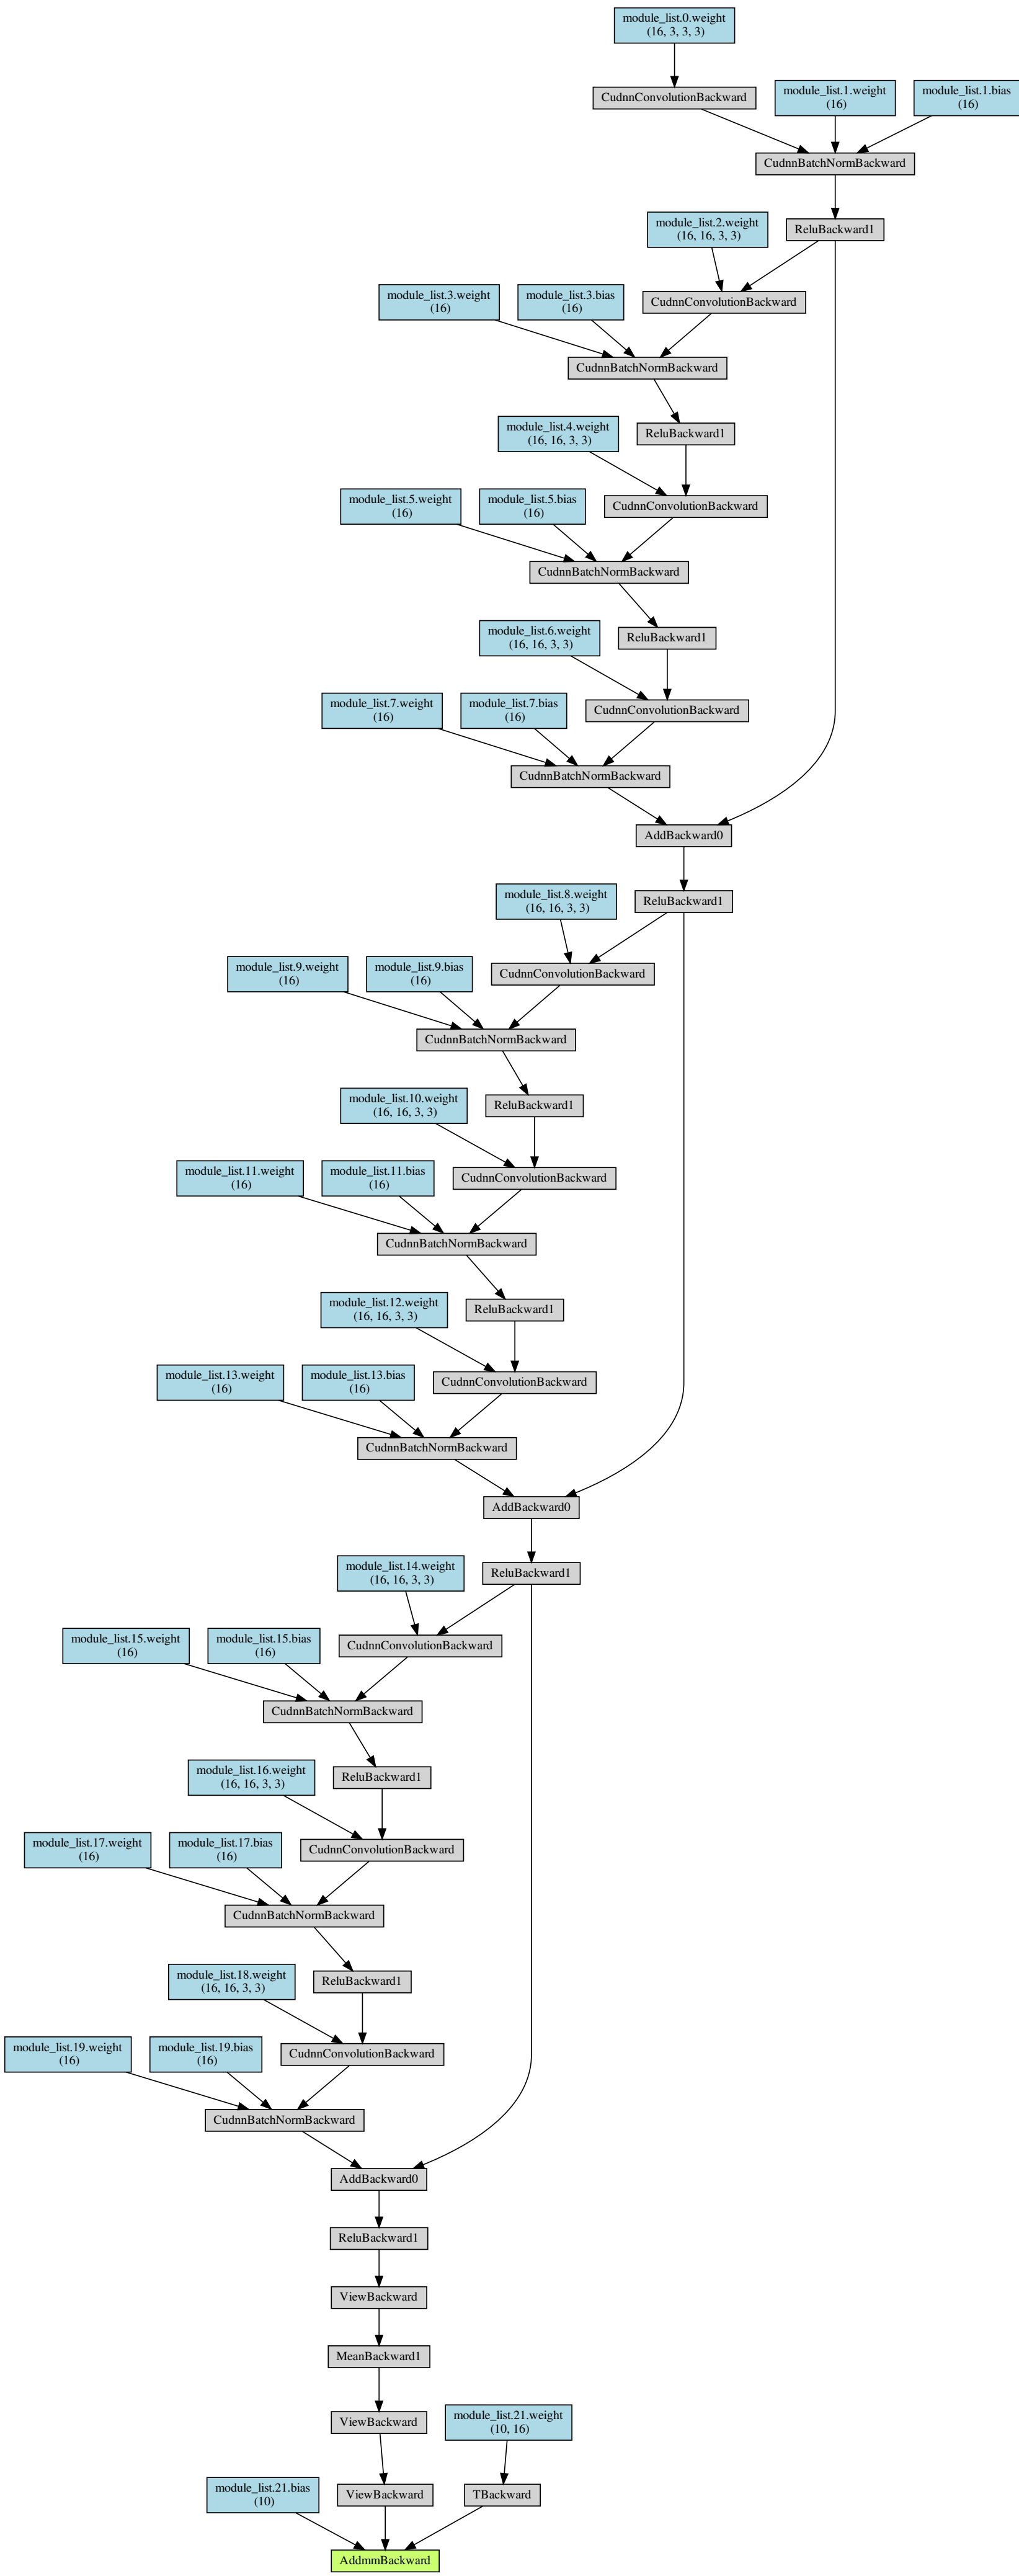 module_list.0.weight
(16, 3, 3, 3)
CudnnConvolutionBackward
module_list.1.weight
(16)
module_list.1.bias
(16)
CudnnBatchNormBackward
module_list.2.weight
(16, 16, 3, 3)
ReluBackward1
module_list.3.weight
(16)
module_list.3.bias
(16)
CudnnConvolutionBackward
CudnnBatchNormBackward
module_list.4.weight
(16, 16, 3, 3)
ReluBackward1
module_list.5.weight
(16)
module_list.5.bias
(16)
CudnnConvolutionBackward
CudnnBatchNormBackward
module_list.6.weight
(16, 16, 3, 3)
ReluBackward1
module_list.7.weight
(16)
module_list.7.bias
(16)
CudnnConvolutionBackward
CudnnBatchNormBackward
AddBackward0
module_list.8.weight
(16, 16, 3, 3)
ReluBackward1
module_list.9.weight
(16)
module_list.9.bias
(16)
CudnnConvolutionBackward
CudnnBatchNormBackward
module_list.10.weight
(16, 16, 3, 3)
ReluBackward1
module_list.11.weight
(16)
module_list.11.bias
(16)
CudnnConvolutionBackward
CudnnBatchNormBackward
module_list.12.weight
(16, 16, 3, 3)
ReluBackward1
module_list.13.weight
(16)
module_list.13.bias
(16)
CudnnConvolutionBackward
CudnnBatchNormBackward
AddBackward0
module_list.14.weight
(16, 16, 3, 3)
ReluBackward1
module_list.15.weight
(16)
module_list.15.bias
(16)
CudnnConvolutionBackward
CudnnBatchNormBackward
module_list.16.weight
(16, 16, 3, 3)
ReluBackward1
module_list.17.weight
(16)
module_list.17.bias
(16)
CudnnConvolutionBackward
CudnnBatchNormBackward
module_list.18.weight
(16, 16, 3, 3)
ReluBackward1
module_list.19.weight
(16)
module_list.19.bias
(16)
CudnnConvolutionBackward
CudnnBatchNormBackward
AddBackward0
ReluBackward1
ViewBackward
MeanBackward1
ViewBackward
module_list.21.weight
(10, 16)
module_list.21.bias
(10)
ViewBackward
TBackward
AddmmBackward